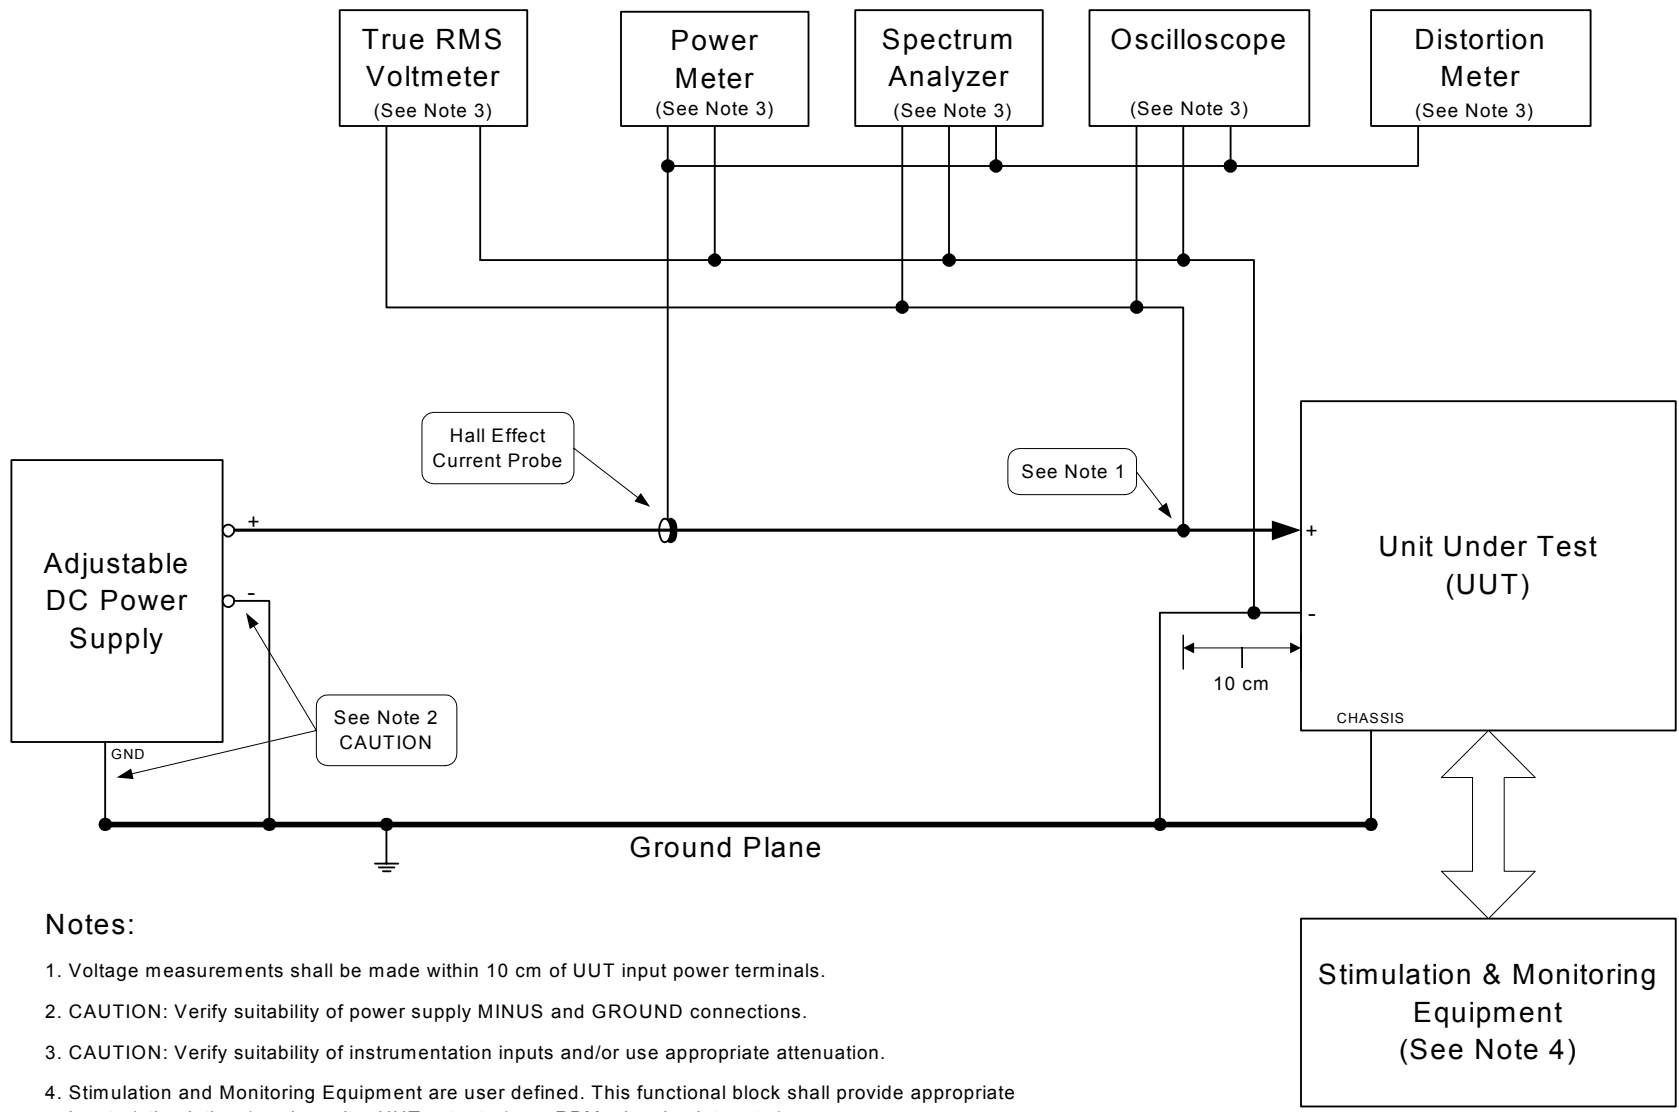 True RMS
Voltmeter
(See Note 3)
Power
Meter
(See Note 3)
Spectrum
Analyzer
(See Note 3)
Oscilloscope
(See Note 3)
Distortion
Meter
(See Note 3)
Hall Effect
Current Probe
See Note 1
Adjustable
DC Power
Supply
+
-
GND
See Note 2
CAUTION
+
-
Unit Under Test
(UUT)
10 cm
CHASSIS
Ground Plane
Notes:
1. Voltage measurements shall be made within 10 cm of UUT input power terminals.
2. CAUTION: Verify suitability of power supply MINUS and GROUND connections.
3. CAUTION: Verify suitability of instrumentation inputs and/or use appropriate attenuation.
4. Stimulation and Monitoring Equipment are user defined. This functional block shall provide appropriate
Stimulation & Monitoring
Equipment
(See Note 4)